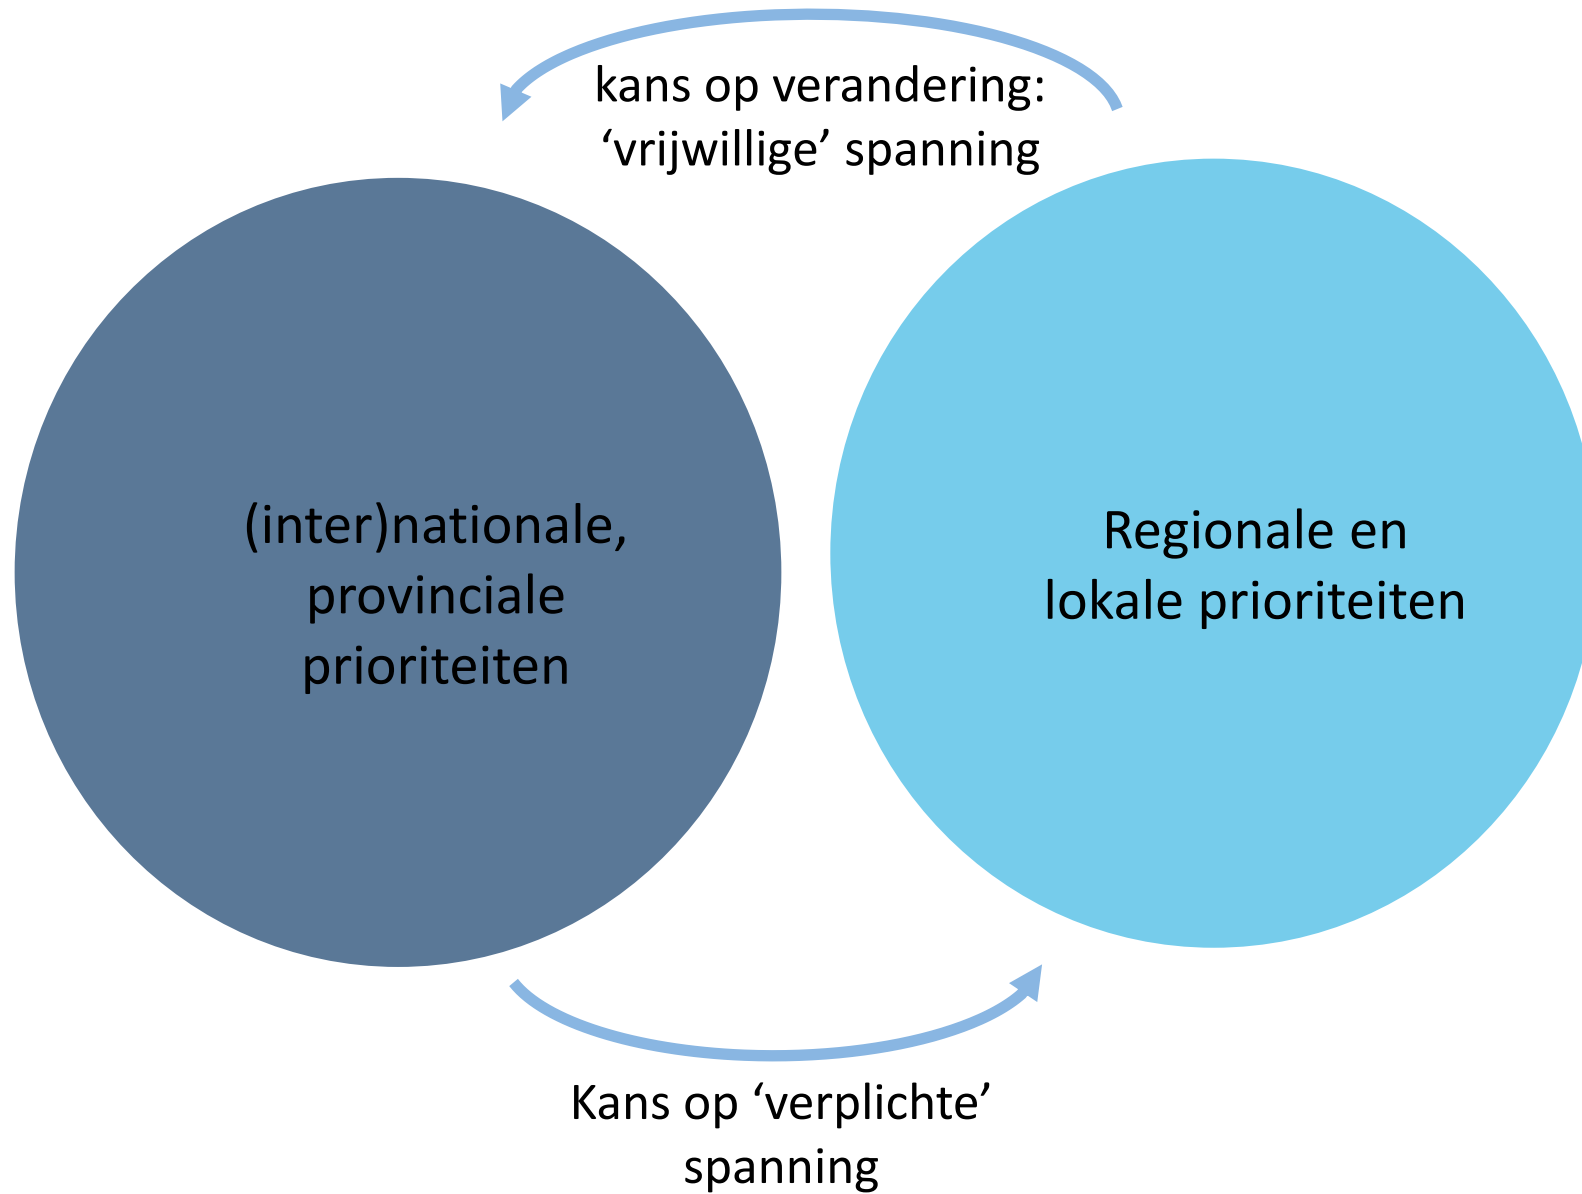 kans op verandering:
‘vrijwillige’ spanning
(inter)nationale,
provinciale
prioriteiten
Regionale en
lokale prioriteiten
Kans op ‘verplichte’
spanning